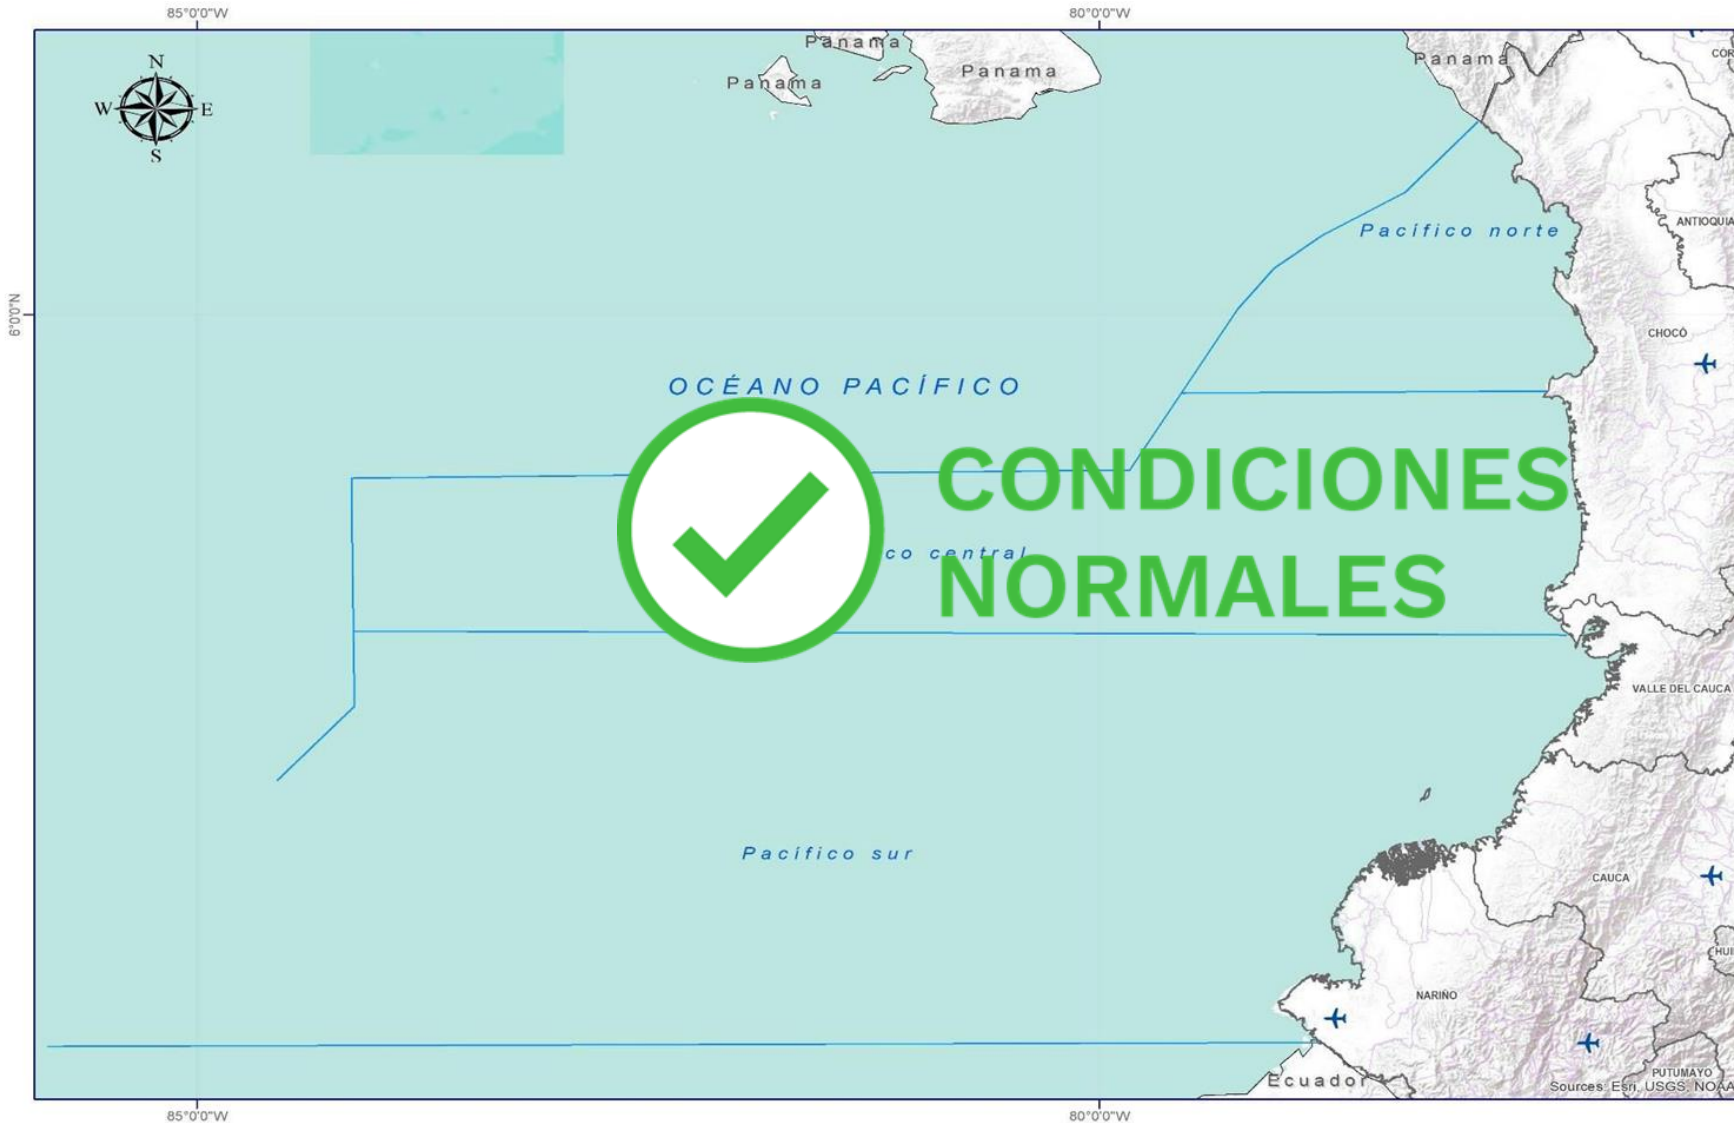 85°0'0"W
80°0'0"W
Panama
Panama
Panama
Panama
N
W
E
S
ANTIOQUIA
Pacífico norte
6°0'0"N
CHOCÓ
OCÉANO PACÍFICO
CONDICIONES
co central
NORMALES
VALLE DEL CAUCA
Pacífico sur
CAUCA
NARIÑO
Ecuador
PUTUMAYO
Sources: Esri, USGS, NOAA
85°0'0"W
80°0'0"W